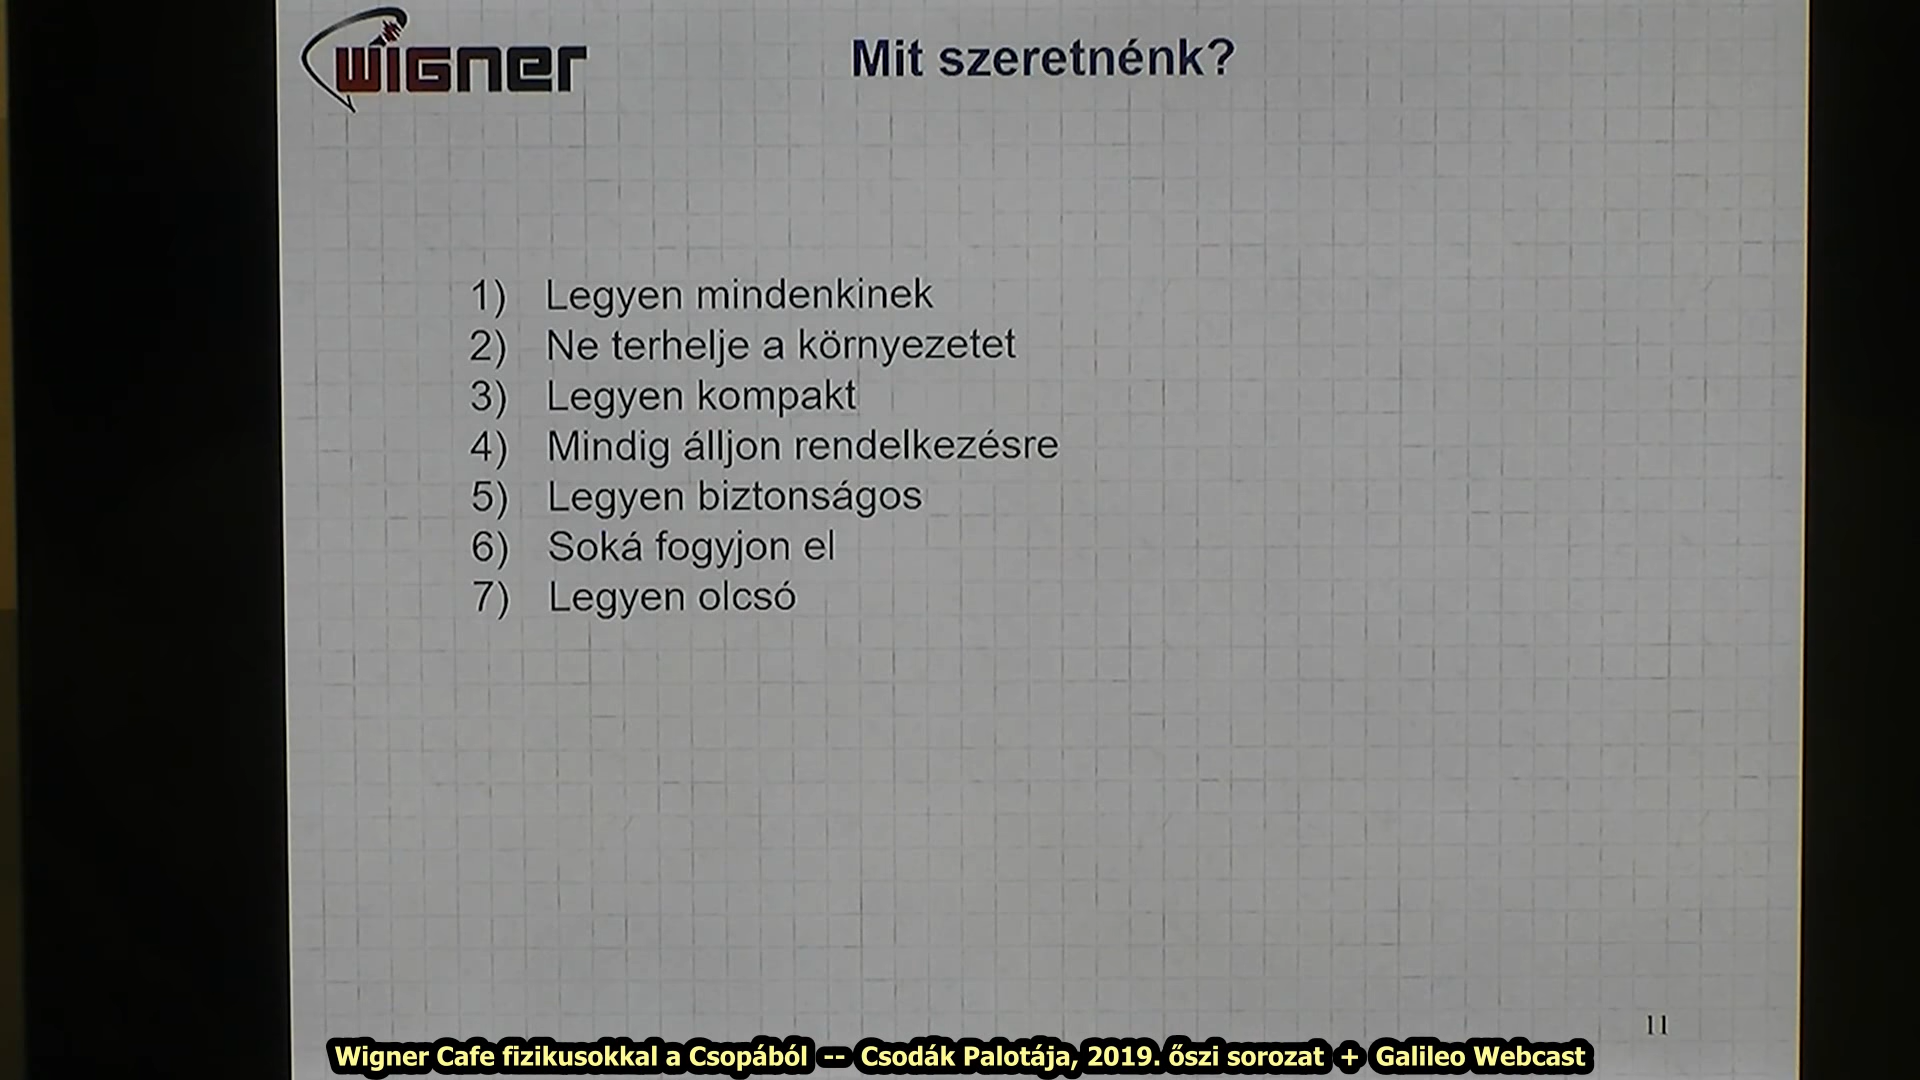 wigner
Mit szeretnénk?
1) Legyen mindenkinek
2) Ne terhelje a környezetet
3) Legyen kompakt
4) Mindig álljon rendelkezésre
5) Legyen biztonságos
6) Soká fogyjon el
7) Legyen olcsó
11
Wigner Cafe fizikusokkal a Csopából -- Csodák Palotája, 2019. őszi sorozat + Galileo Webcast